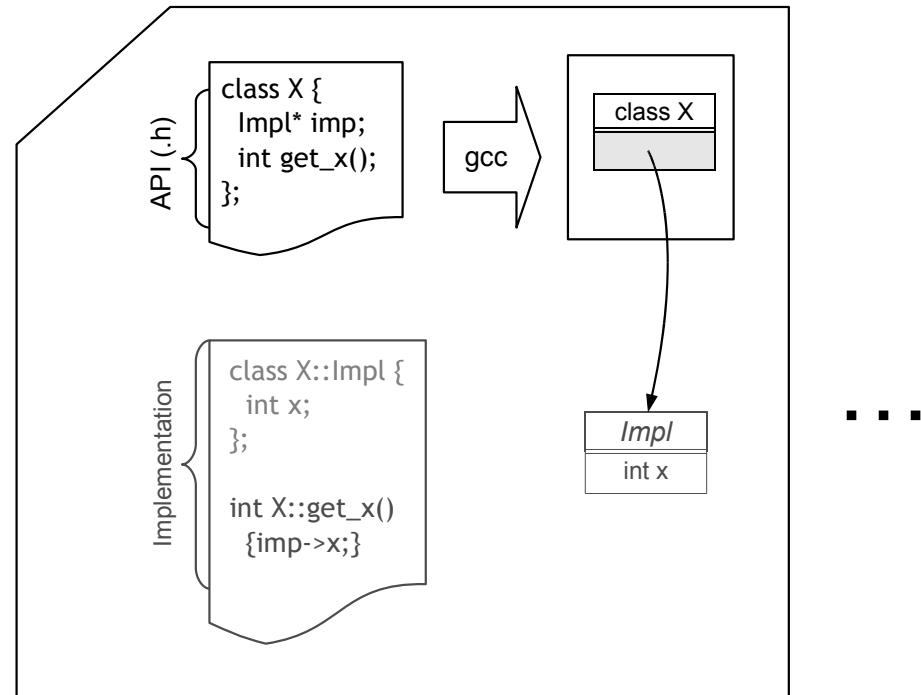 API (.h)
class X {
Impl* imp;
int get_x();
};
gcc
class X
Implementation
class X::Impl {
int x;
};
int X::get_x()
{imp->x;}
Impl
int x
...